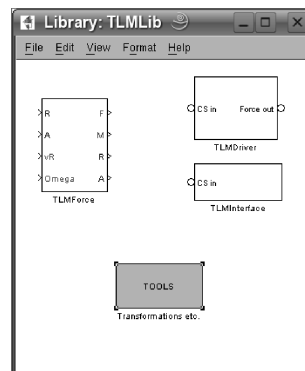 Library: TLMLib
File Edit View Format Help
R F
A M
vR R
Omega A
TLMForce
CS in Force out
TLMDriver
CS in
TLMInterface
TOOLS
Transformations etc.